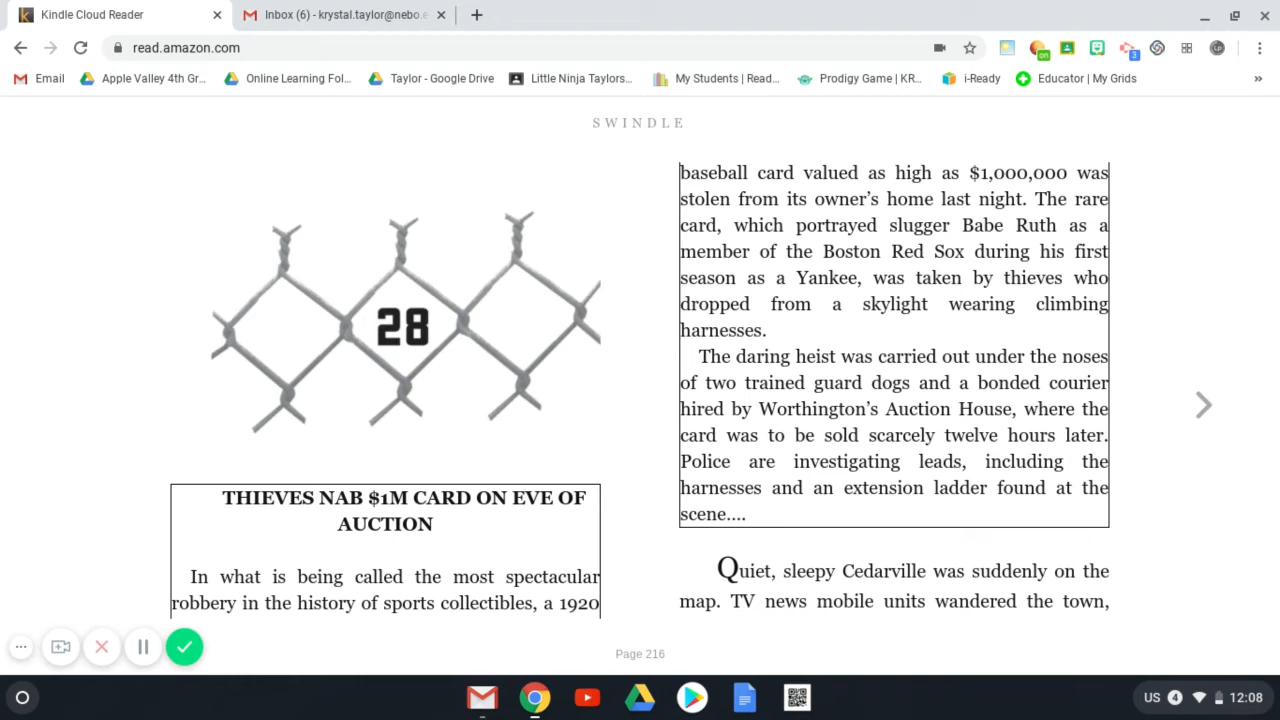 Kindle Cloud Reader
Inbox (6) - krystal.taylor@nebo.e
read.amazon.com
on
3
LP
Email
Apple Valley 4th Gr...
Online Learning Fol...
Taylor - Google Drive
Little Ninja Taylors...
My Students | Read...
Prodigy Game | KR...
i-Ready
Educator | My Grids
»
SWINDLE
28
THIEVES NAB $1M CARD ON EVE OF
AUCTION
In what is being called the most spectacular
robbery in the history of sports collectibles, a 1920
baseball card valued as high as $1,000,000 was
stolen from its owner’s home last night. The rare
card, which portrayed slugger Babe Ruth as a
member of the Boston Red Sox during his first
season as a Yankee, was taken by thieves who
dropped from a skylight wearing climbing
harnesses.
The daring heist was carried out under the noses
of two trained guard dogs and a bonded courier
hired by Worthington’s Auction House, where the
card was to be sold scarcely twelve hours later.
Police are investigating leads, including the
harnesses and an extension ladder found at the
scene....
Quiet, sleepy Cedarville was suddenly on the
map. TV news mobile units wandered the town,
Page 216
US
4
12:08